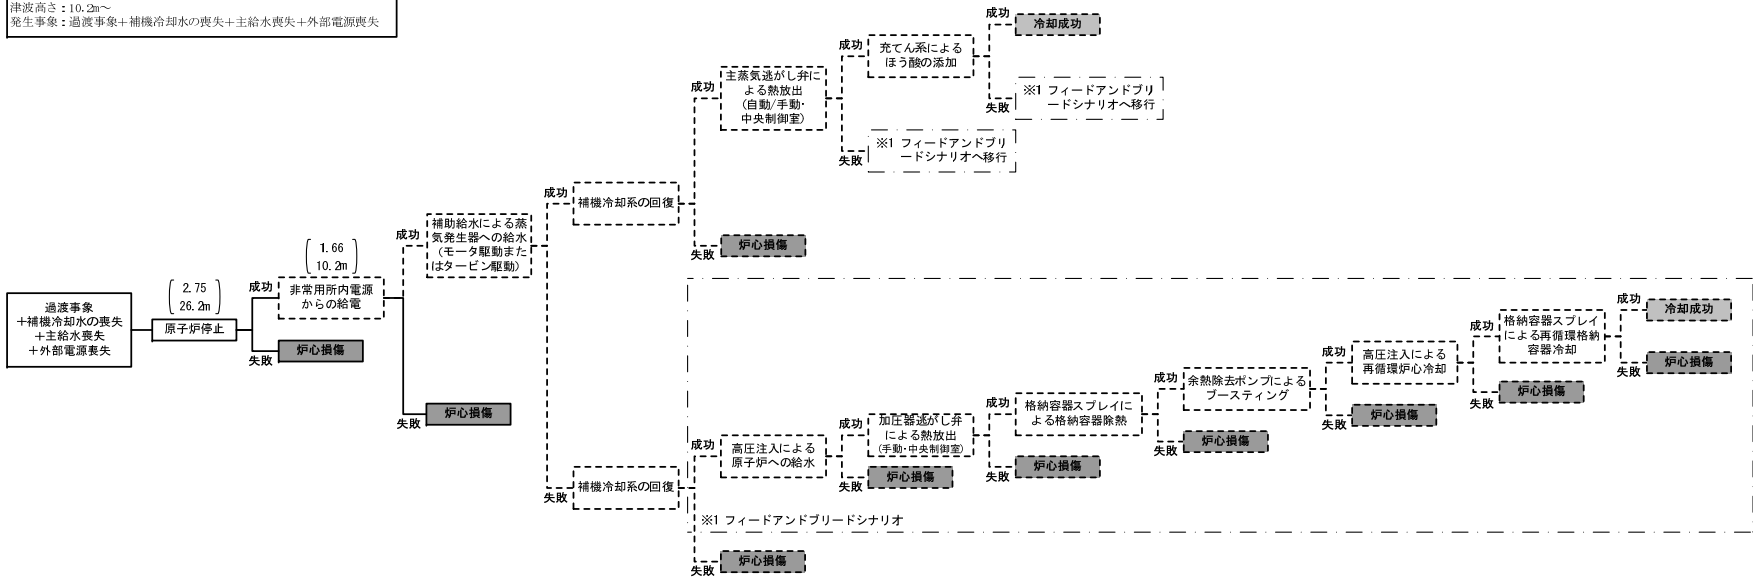 津波高さ：10.2m～
発生事象：過渡事象＋補機冷却水の喪失＋主給水喪失＋外部電源喪失
過渡事象
＋補機冷却水の喪失
＋主給水喪失
＋外部電源喪失
2.75
26.2m
原子炉停止
成功
失敗
炉心損傷
1.66
10.2m
非常用所内電源
からの給電
成功
失敗
炉心損傷
補助給水による蒸
気発生器への給水
（モータ駆動また
はタービン駆動）
成功
失敗
補機冷却系の回復
成功
失敗
炉心損傷
主蒸気逃がし弁に
よる熱放出
（自動/手動・
中央制御室）
成功
失敗
※1 フィードアンドブリ
ードシナリオへ移行
充てん系による
ほう酸の添加
成功
冷却成功
失敗
※1 フィードアンドブリ
ードシナリオへ移行
補機冷却系の回復
成功
失敗
炉心損傷
※1 フィードアンドブリードシナリオ
高圧注入による
原子炉への給水
成功
失敗
炉心損傷
加圧器逃がし弁
による熱放出
（手動・中央制御室）
成功
失敗
炉心損傷
格納容器スプレイに
よる格納容器除熱
成功
失敗
炉心損傷
余熱除去ポンプによる
ブースティング
成功
失敗
炉心損傷
高圧注入による
再循環炉心冷却
成功
失敗
炉心損傷
格納容器スプレイ
による再循環格納
容器冷却
成功
冷却成功
失敗
炉心損傷